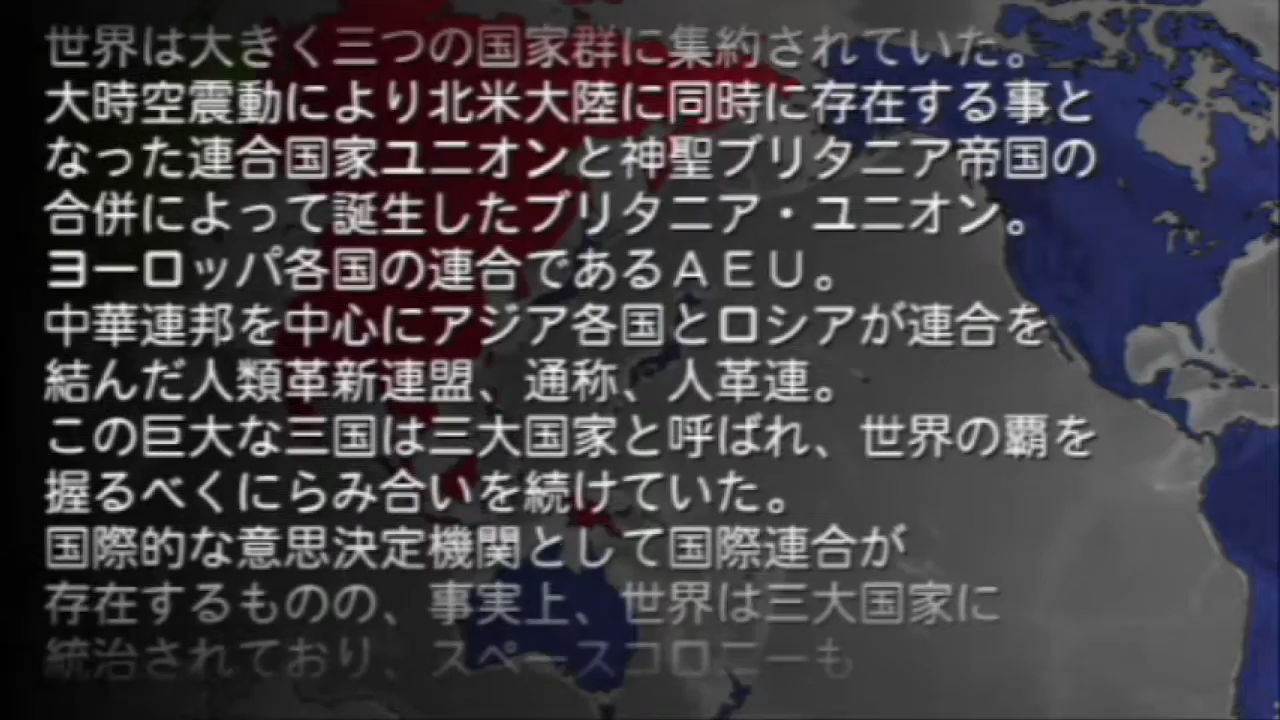 世界は大きく三つの国家群に集約されていた。
大時空震動により北米大陸に同時に存在する事と
なった連合国家ユニオンと神聖ブリタニア帝国の
合併によって誕生したブリタニア・ユニオン。
ヨーロッパ各国の連合であるＡＥＵ。
中華連邦を中心にアジア各国とロシアが連合を
結んだ人類革新連盟、通称、人革連。
この巨大な三国は三大国家と呼ばれ、世界の覇を
握るべくにらみ合いを続けていた。
国際的な意思決定機関として国際連合が
存在するものの、事実上、世界は三大国家に
統治されており、スペースコロニーも